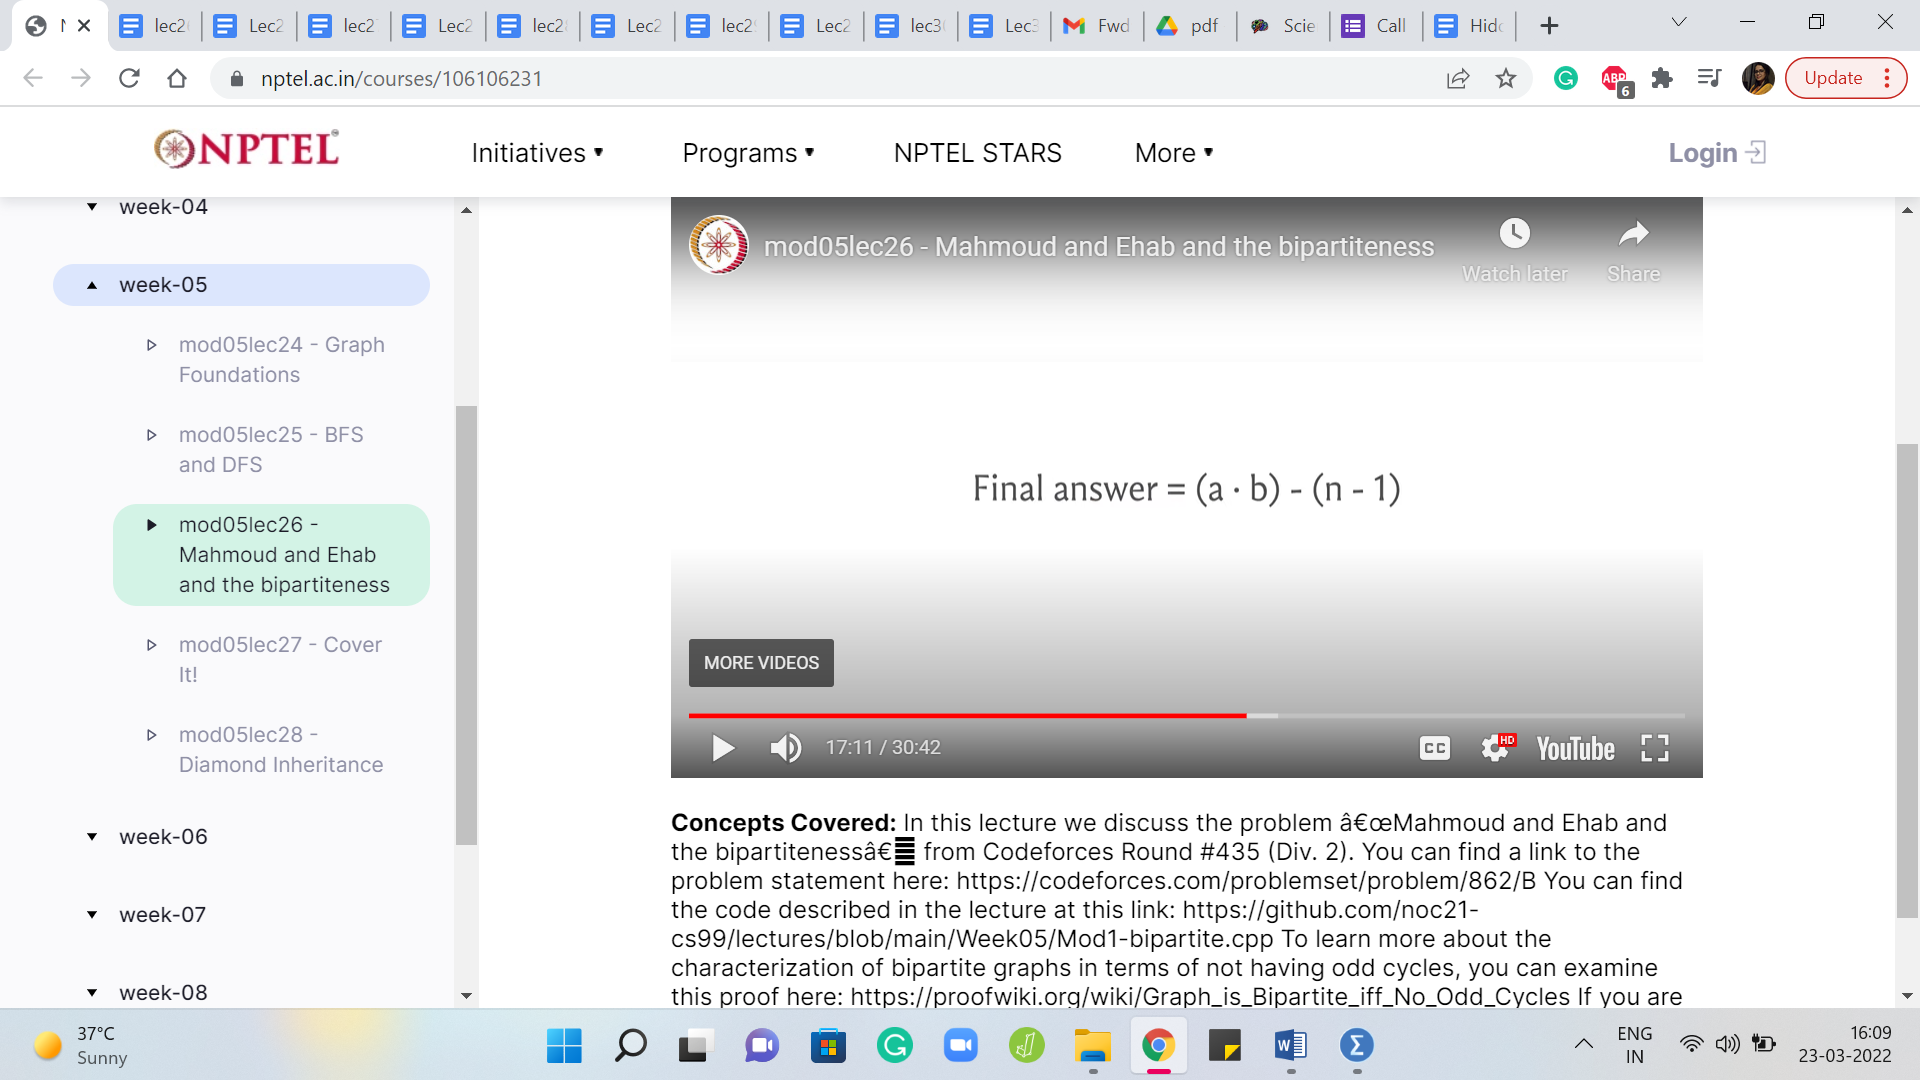 lec2
Lec2
lec2
Lec2
lec2
Lec2
lec2
Lec2
lec3
Lec3
Fwd
pdf
Scie
Call
Hidd
nptel.ac.in/courses/106106231
ABP
6
Update
NPTEL
Initiatives
Programs
NPTEL STARS
More
Login
week-04
week-05
mod05lec24 - Graph
Foundations
mod05lec25 - BFS
and DFS
mod05lec26 -
Mahmoud and Ehab
and the bipartiteness
mod05lec27 - Cover
It!
mod05lec28 -
Diamond Inheritance
week-06
week-07
week-08
mod05lec26 - Mahmoud and Ehab and the bipartiteness
Watch later
Share
Final answer = (a · b) - (n - 1)
MORE VIDEOS
17:11 / 30:42
CC
HD
YouTube
Concepts Covered: In this lecture we discuss the problem â€œMahmoud and Ehab and
the bipartitenessâ€ from Codeforces Round #435 (Div. 2). You can find a link to the
problem statement here: https://codeforces.com/problemset/problem/862/B You can find
the code described in the lecture at this link: https://github.com/noc21-
cs99/lectures/blob/main/Week05/Mod1-bipartite.cpp To learn more about the
characterization of bipartite graphs in terms of not having odd cycles, you can examine
this proof here: https://proofwiki.org/wiki/Graph_is_Bipartite_iff_No_Odd_Cycles If you are
37°C
Sunny
ENG
IN
16:09
23-03-2022